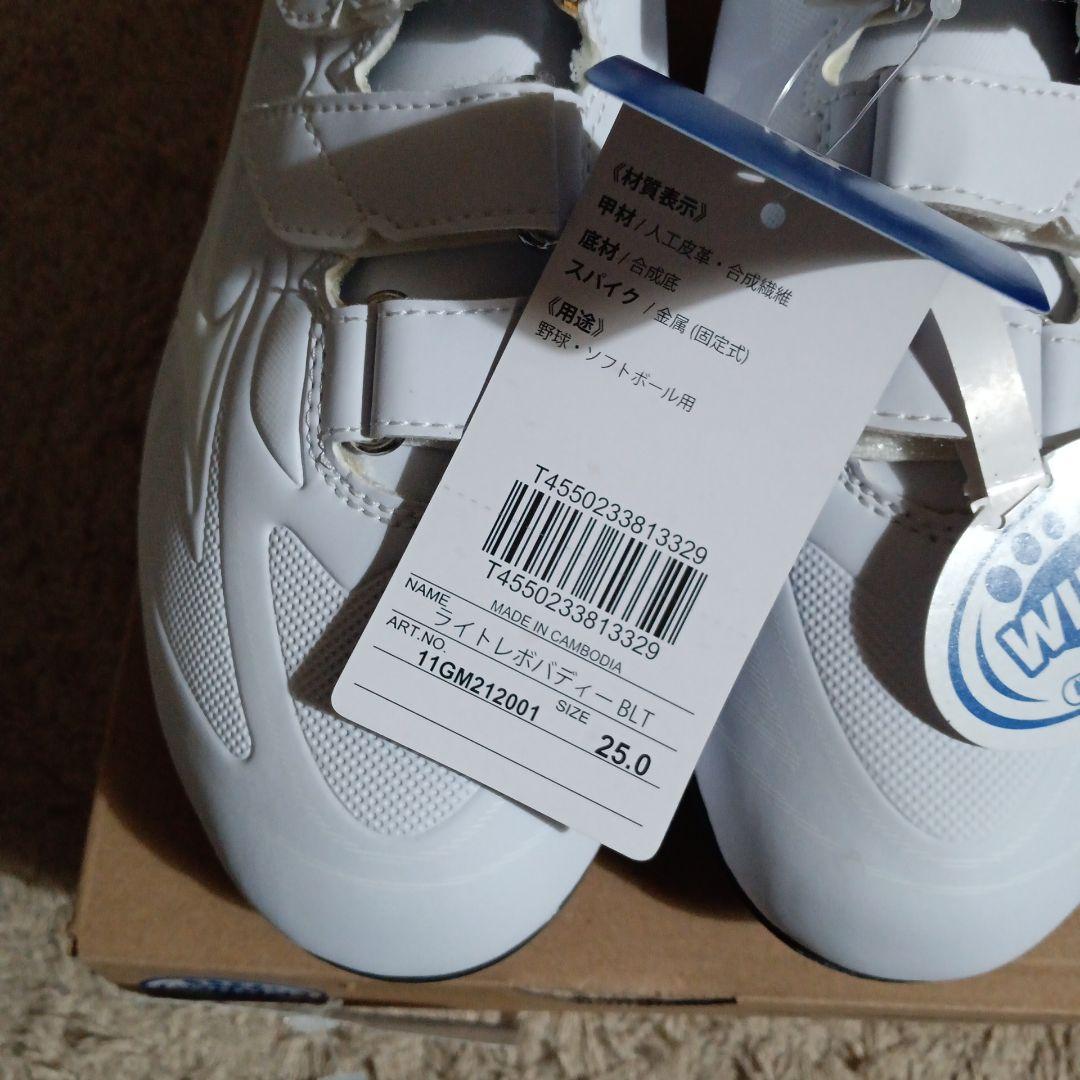 《材質表示》
甲材 / 人工皮革・合成繊維
底材 / 合成底
スパイク / 金属 (固定式)
《用途》
野球・ソフトボール用
T4550233813329
T4550233813329
MADE IN CAMBODIA
NAME ライトレボバディー BLT
ART.NO. 11GM212001 SIZE 25.0